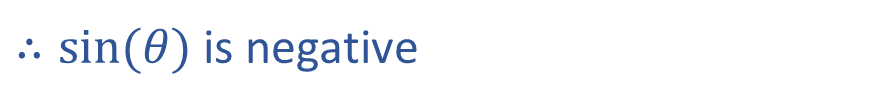 ∴ sin(θ) is negative